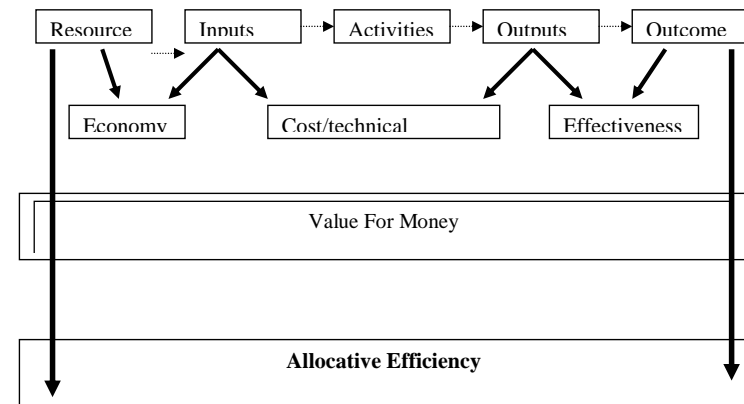 Resource
Inputs
Activities
Outputs
Outcome
Economy
Cost/technical
Effectiveness
Value For Money
Allocative Efficiency